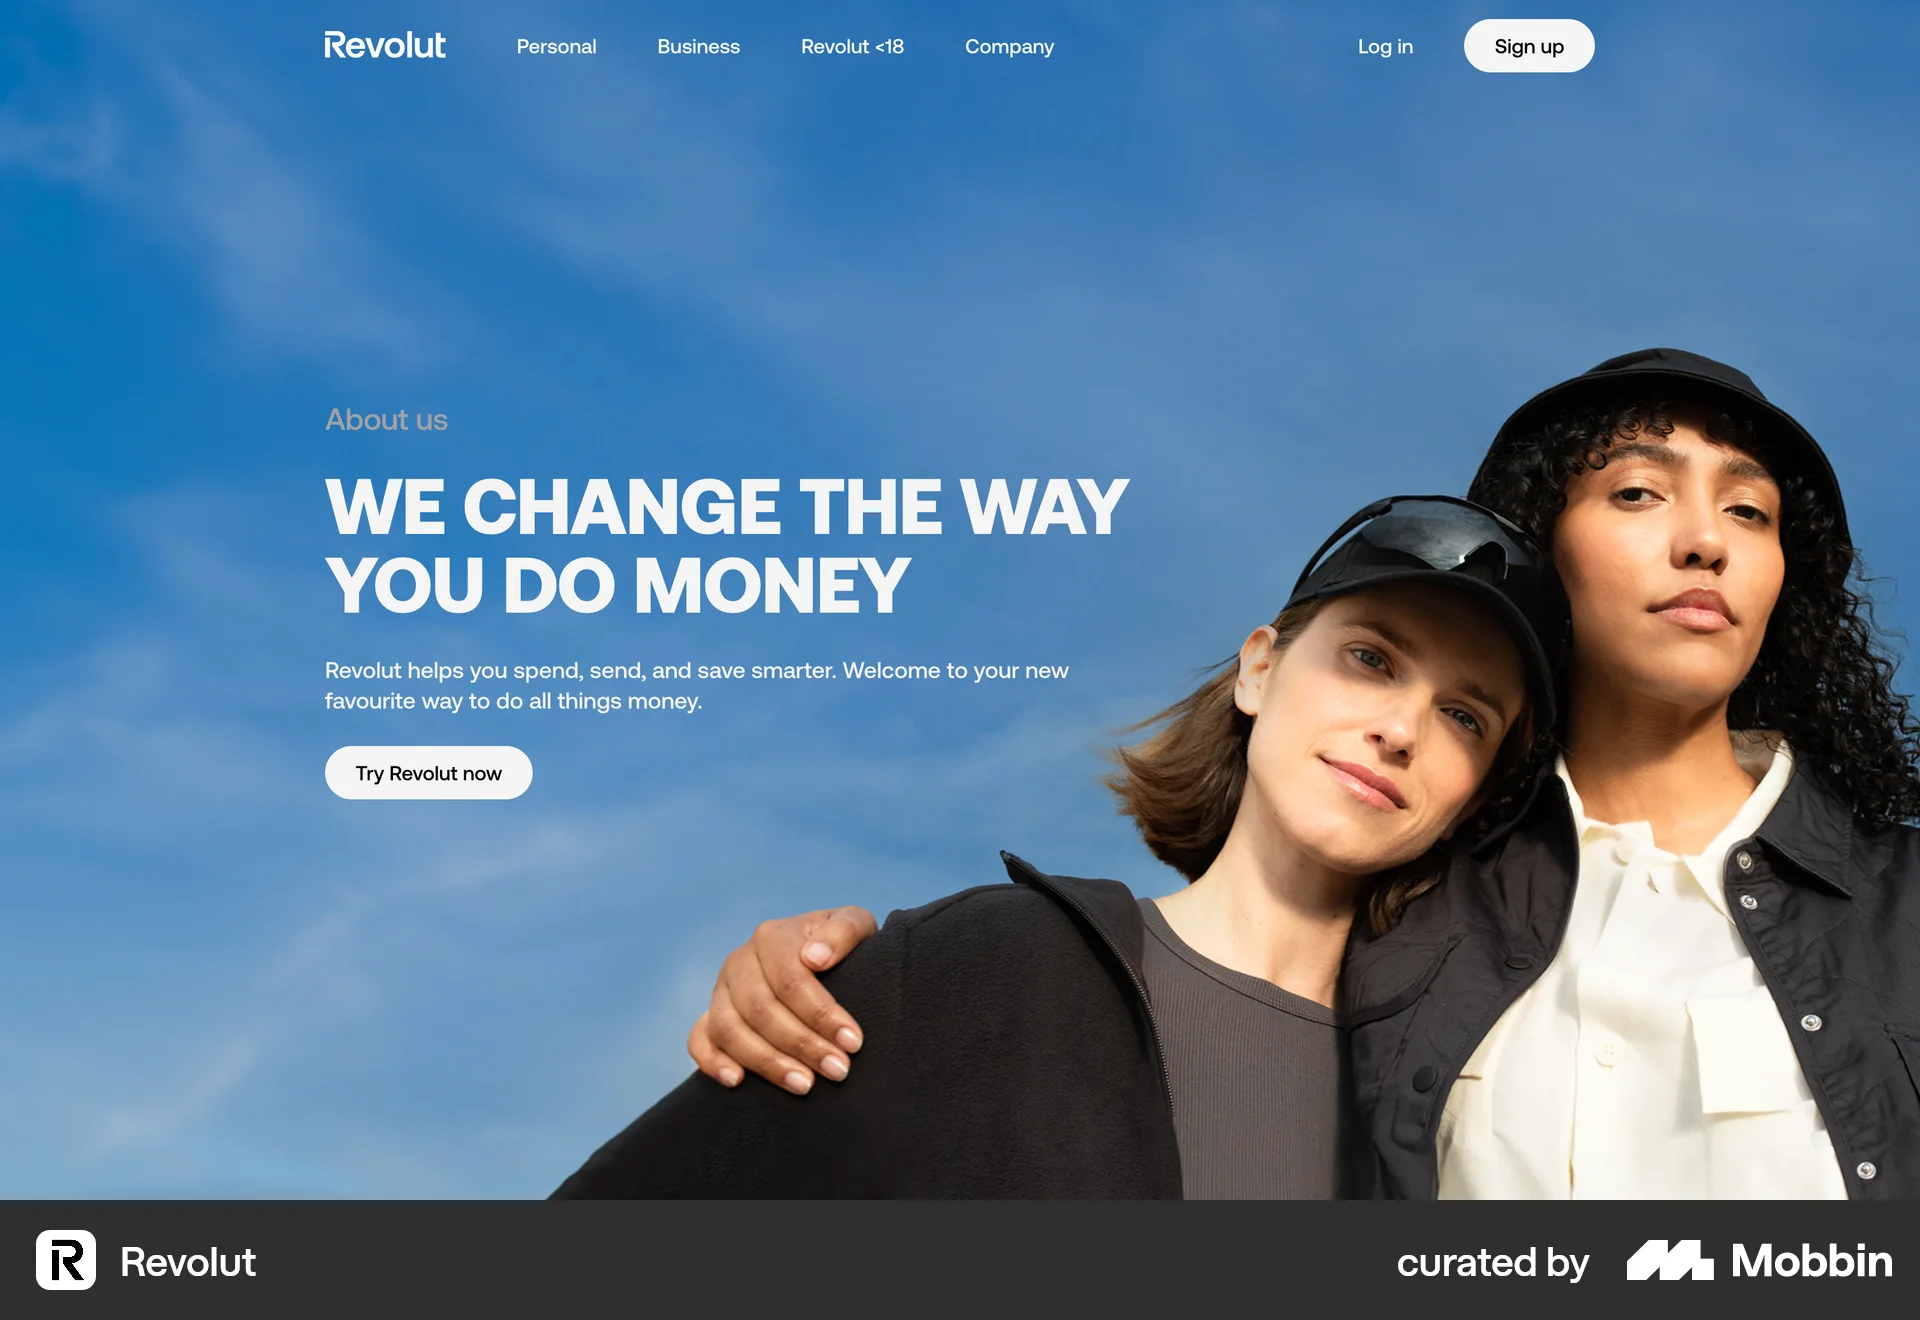 Revolut
Personal
Business
Revolut <18
Company
Log in
Sign up
About us
WE CHANGE THE WAY
YOU DO MONEY
Revolut helps you spend, send, and save smarter. Welcome to your new
favourite way to do all things money.
Try Revolut now
R
Revolut
curated by
Mobbin